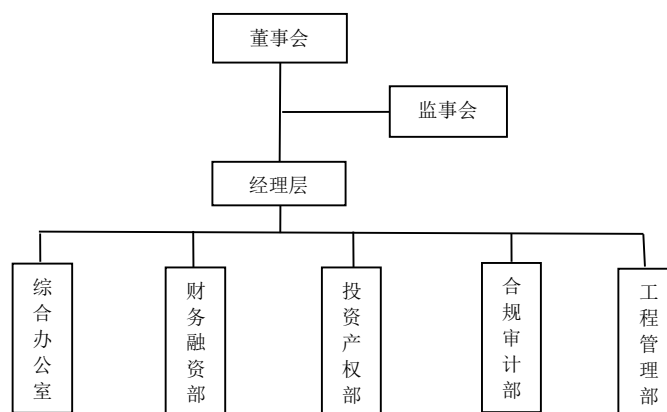 董事会
监事会
经理层
综合办公室
财务融资部
投资产权部
合规审计部
工程管理部